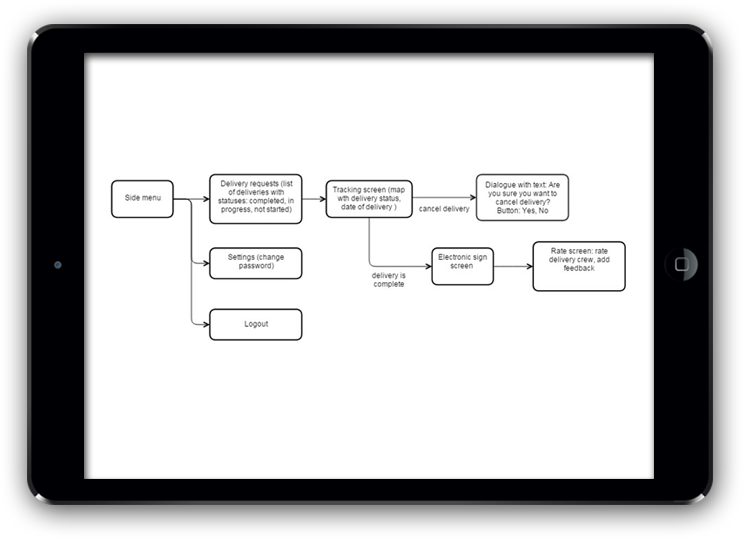 Side menu
Delivery requests (list
of deliveries with
statuses: completed, in
progress, not started)
Tracking screen (map
wth delivery status,
date of delivery )
cancel delivery
Dialogue with text: Are
you sure you want to
cancel delivery?
Button: Yes, No
Settings (change
password)
delivery is
complete
Electronic sign
screen
Rate screen: rate
delivery crew, add
feedback
Logout